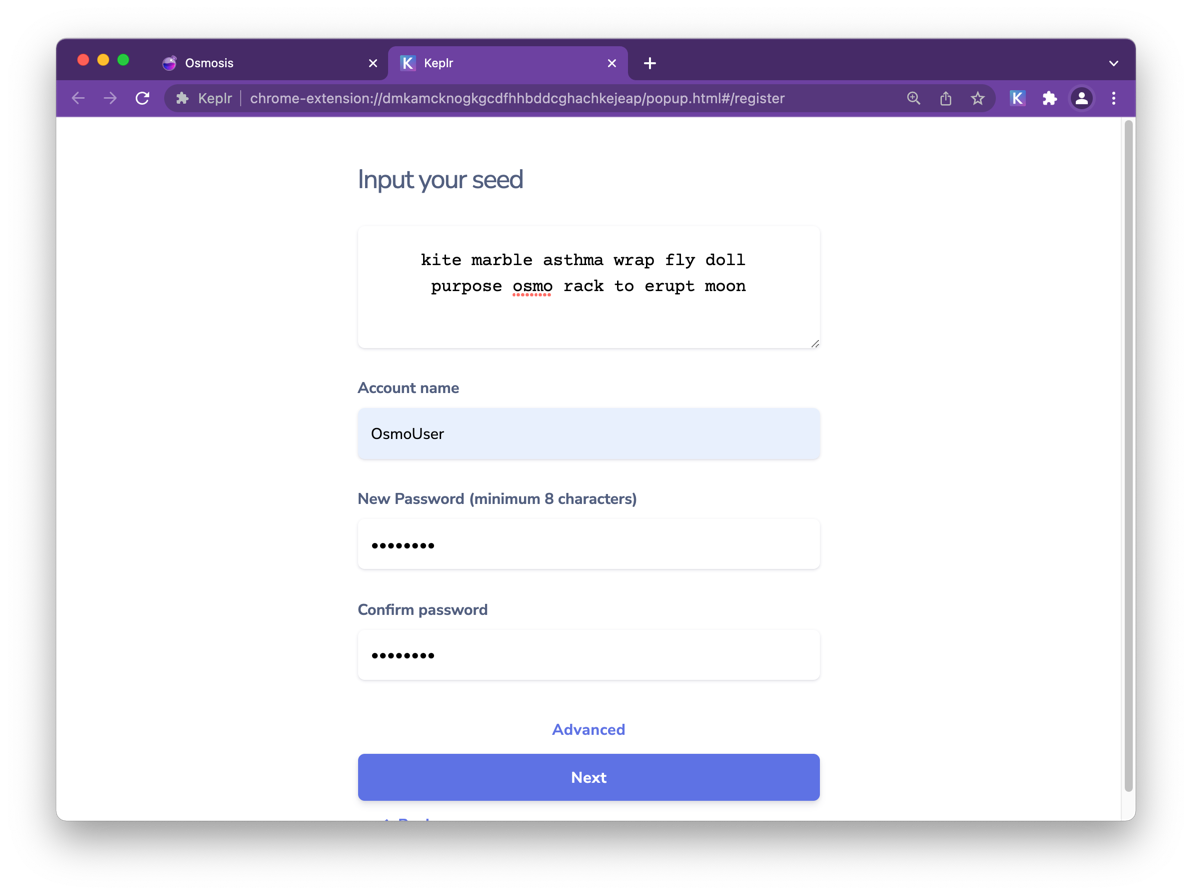 Osmosis
Keplr
Keplr
chrome-extension://dmkamcknogkgcdfhhbddcghachkejeap/popup.html#/register
K
Input your seed
kite marble asthma wrap fly doll
purpose osmo rack to erupt moon
Account name
OsmoUser
New Password (minimum 8 characters)
••••••••
Confirm password
••••••••
Advanced
Next